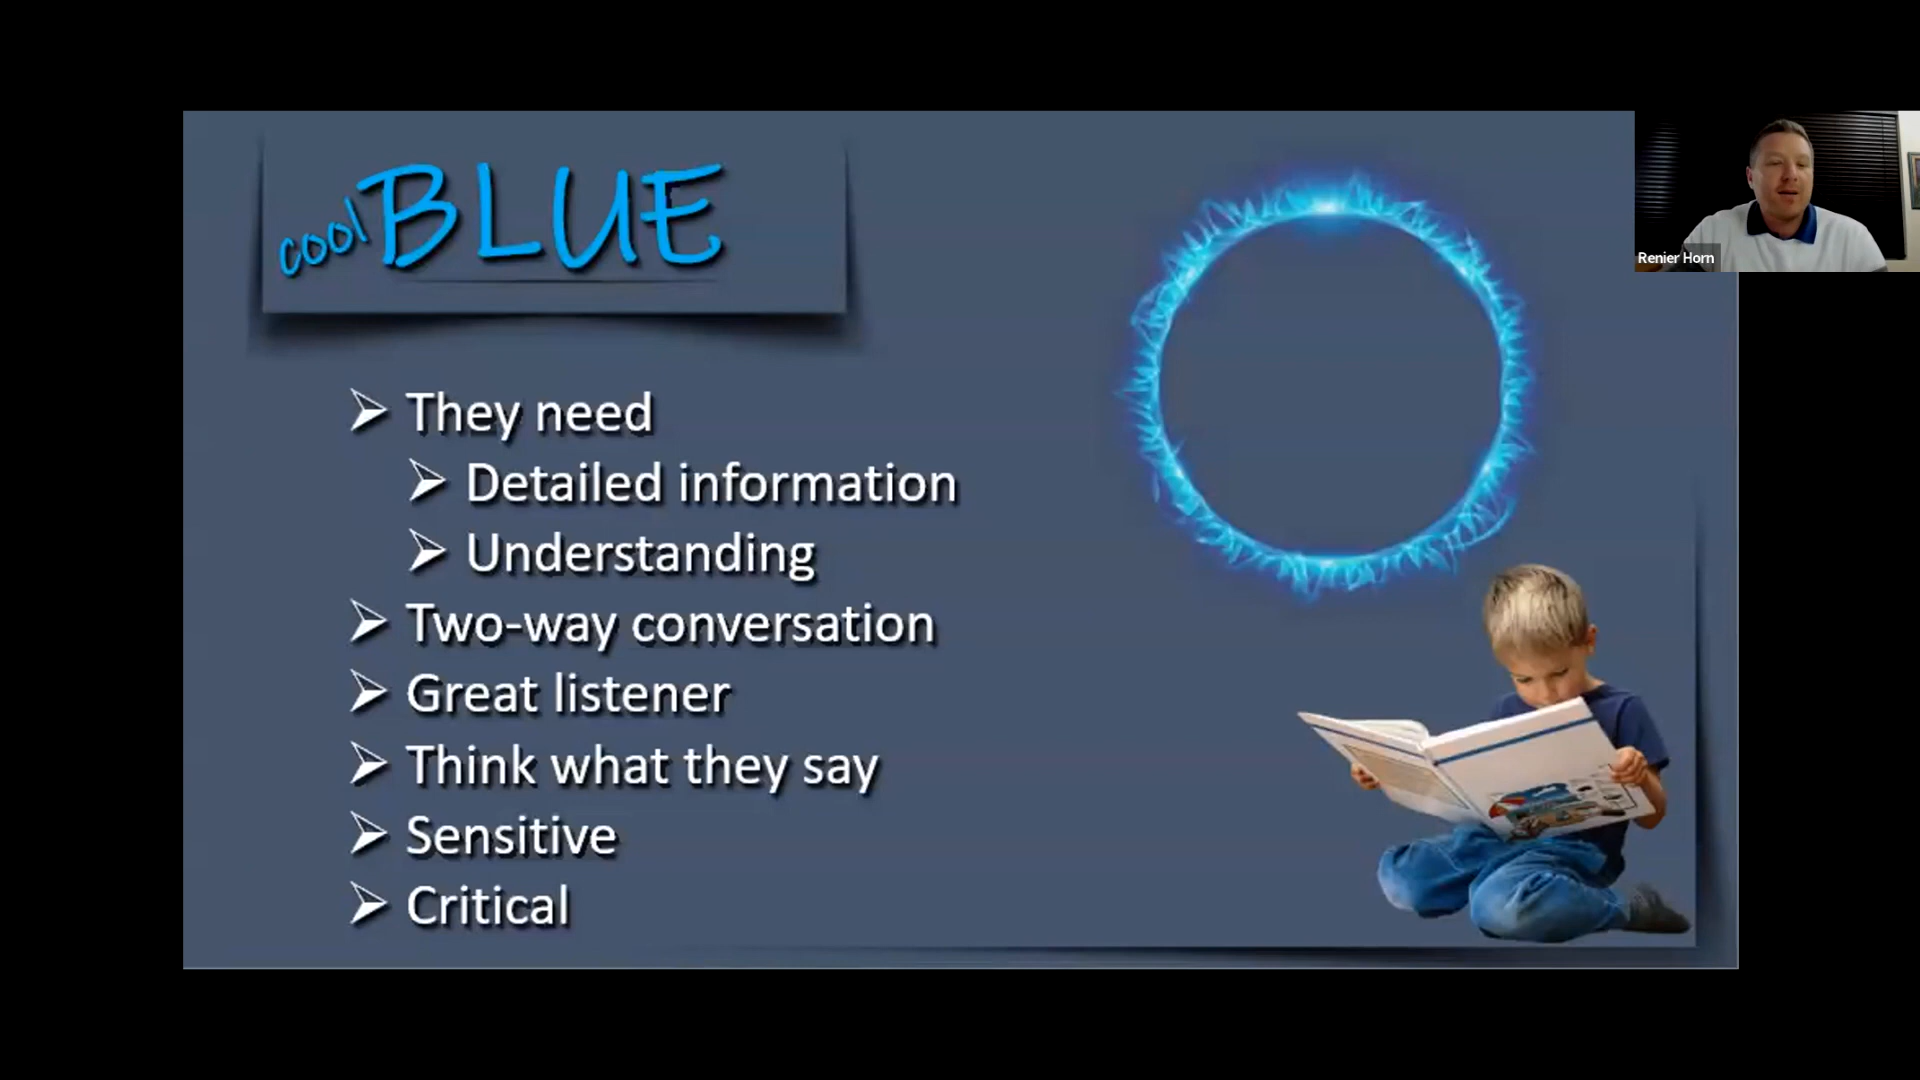 cool BLUE
They need
Detailed information
Understanding
Two-way conversation
Great listener
Think what they say
Sensitive
Critical
Renier Horn